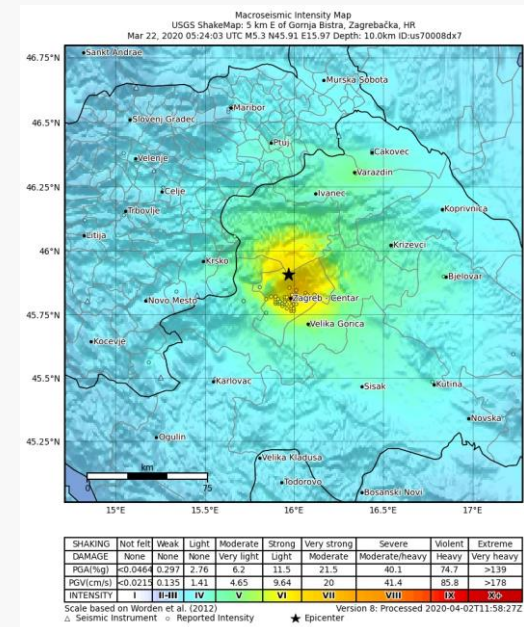 Macroseismic Intensity Map
USGS ShakeMap: 5 km E of Gornja Bistra, Zagrebačka, HR
Mar 22, 2020 05:24:03 UTC M5.3 N45.91 E15.97 Depth: 10.0km ID:us70008dx7
46.75°N
Sankt Andrae
Murska Sobota
Maribor
46.5°N
Slovenj Gradec
Ptuj
Cakovec
Velenje
Varazdin
46.25°N
Celje
Ivanec
Trbovlje
Koprivnica
Litija
Krizevci
46°N
Krsko
Bjelovar
Novo Mesto
Zagreb - Centar
45.75°N
Velika Gorica
Kocevje
45.5°N
Karlovac
Sisak
Kutina
Novska
45.25°N
Ogulin
Velika Kladusa
km
0 75
Todorovo
Bosanski Novi
15°E 15.5°E 16°E 16.5°E 17°E
SHAKING Not felt Weak Light Moderate Strong Very strong Severe Violent Extreme
DAMAGE None None None Very light Light Moderate Moderate/heavy Heavy Very heavy
PGA(%g) <0.0464 0.297 2.76 6.2 11.5 21.5 40.1 74.7 >139
PGV(cm/s) <0.0215 0.135 1.41 4.65 9.64 20 41.4 85.8 >178
INTENSITY I II-III IV V VI VII VIII IX X+
Scale based on Worden et al. (2012) Version 8: Processed 2020-04-02T11:58:27Z
△ Seismic Instrument ○ Reported Intensity ★ Epicenter